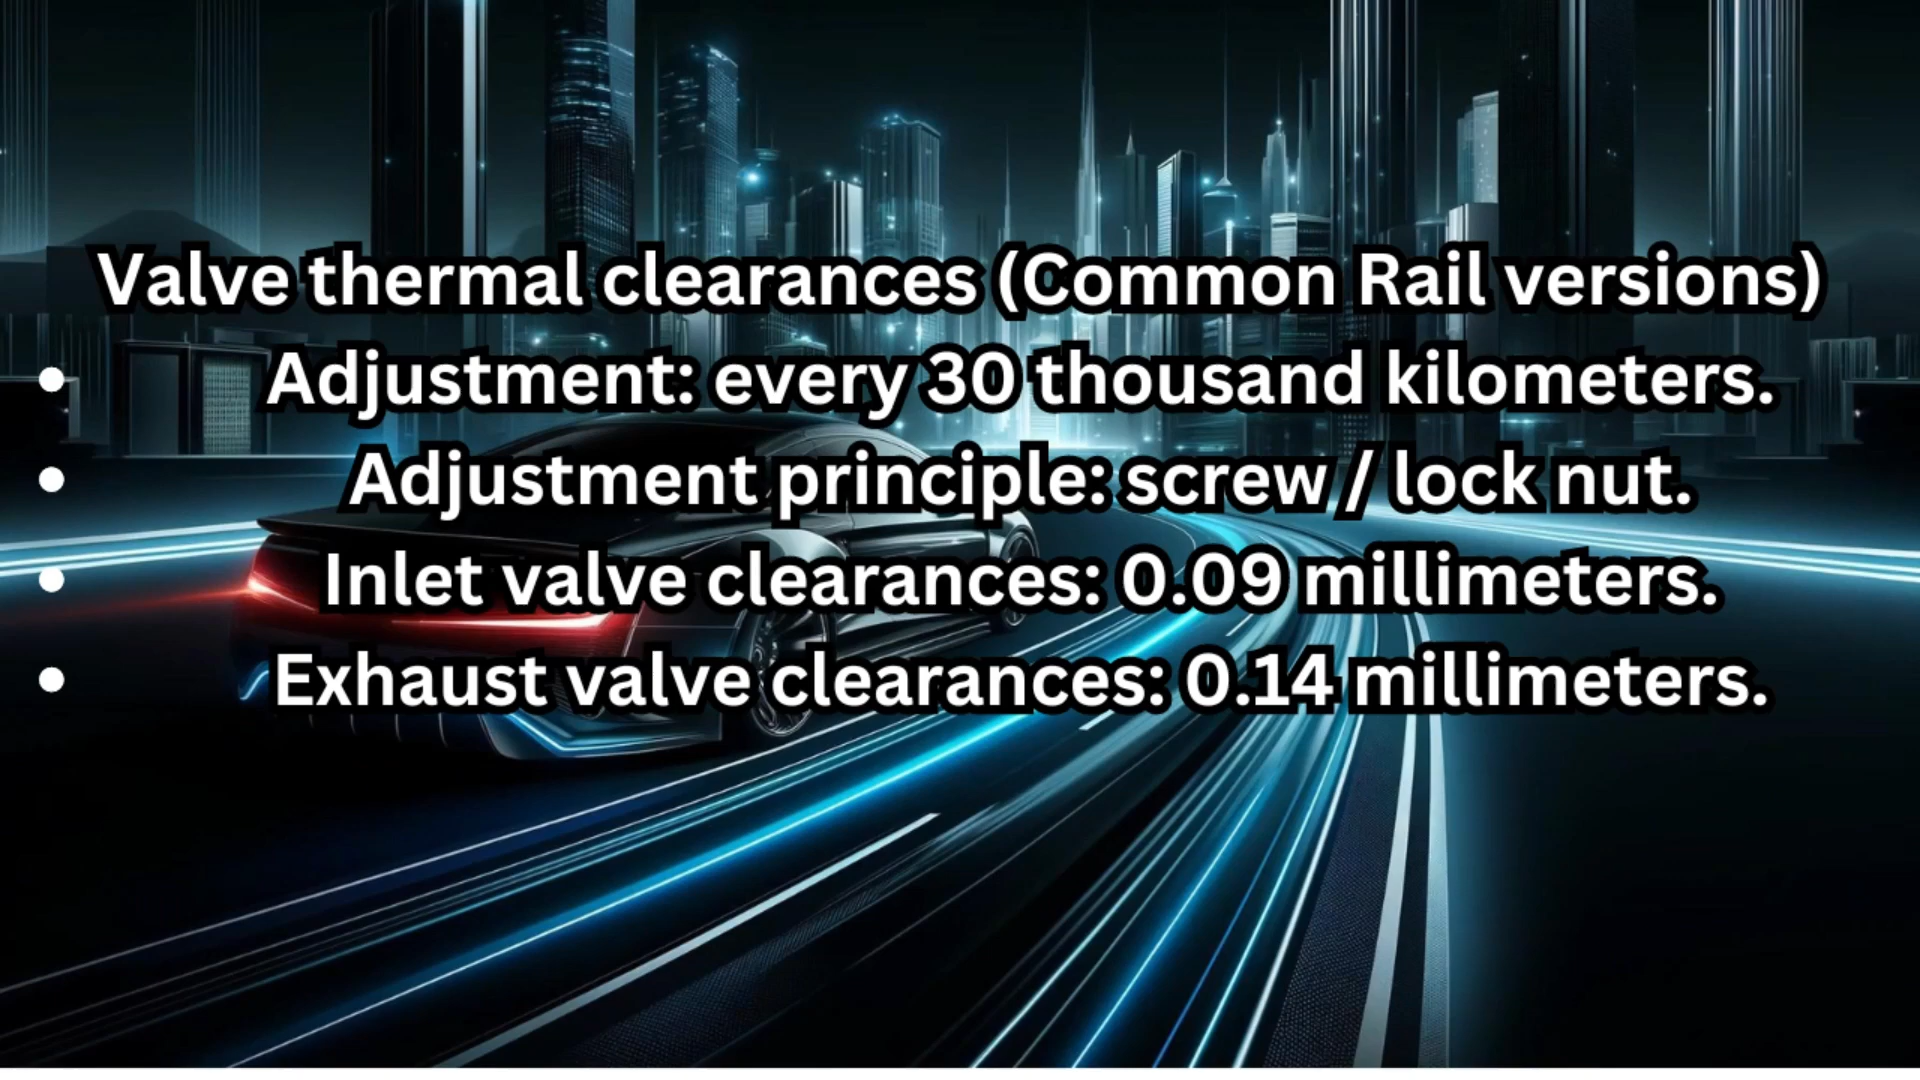 Valve thermal clearances (Common Rail versions)
• Adjustment: every 30 thousand kilometers.
• Adjustment principle: screw / lock nut.
• Inlet valve clearances: 0.09 millimeters.
• Exhaust valve clearances: 0.14 millimeters.